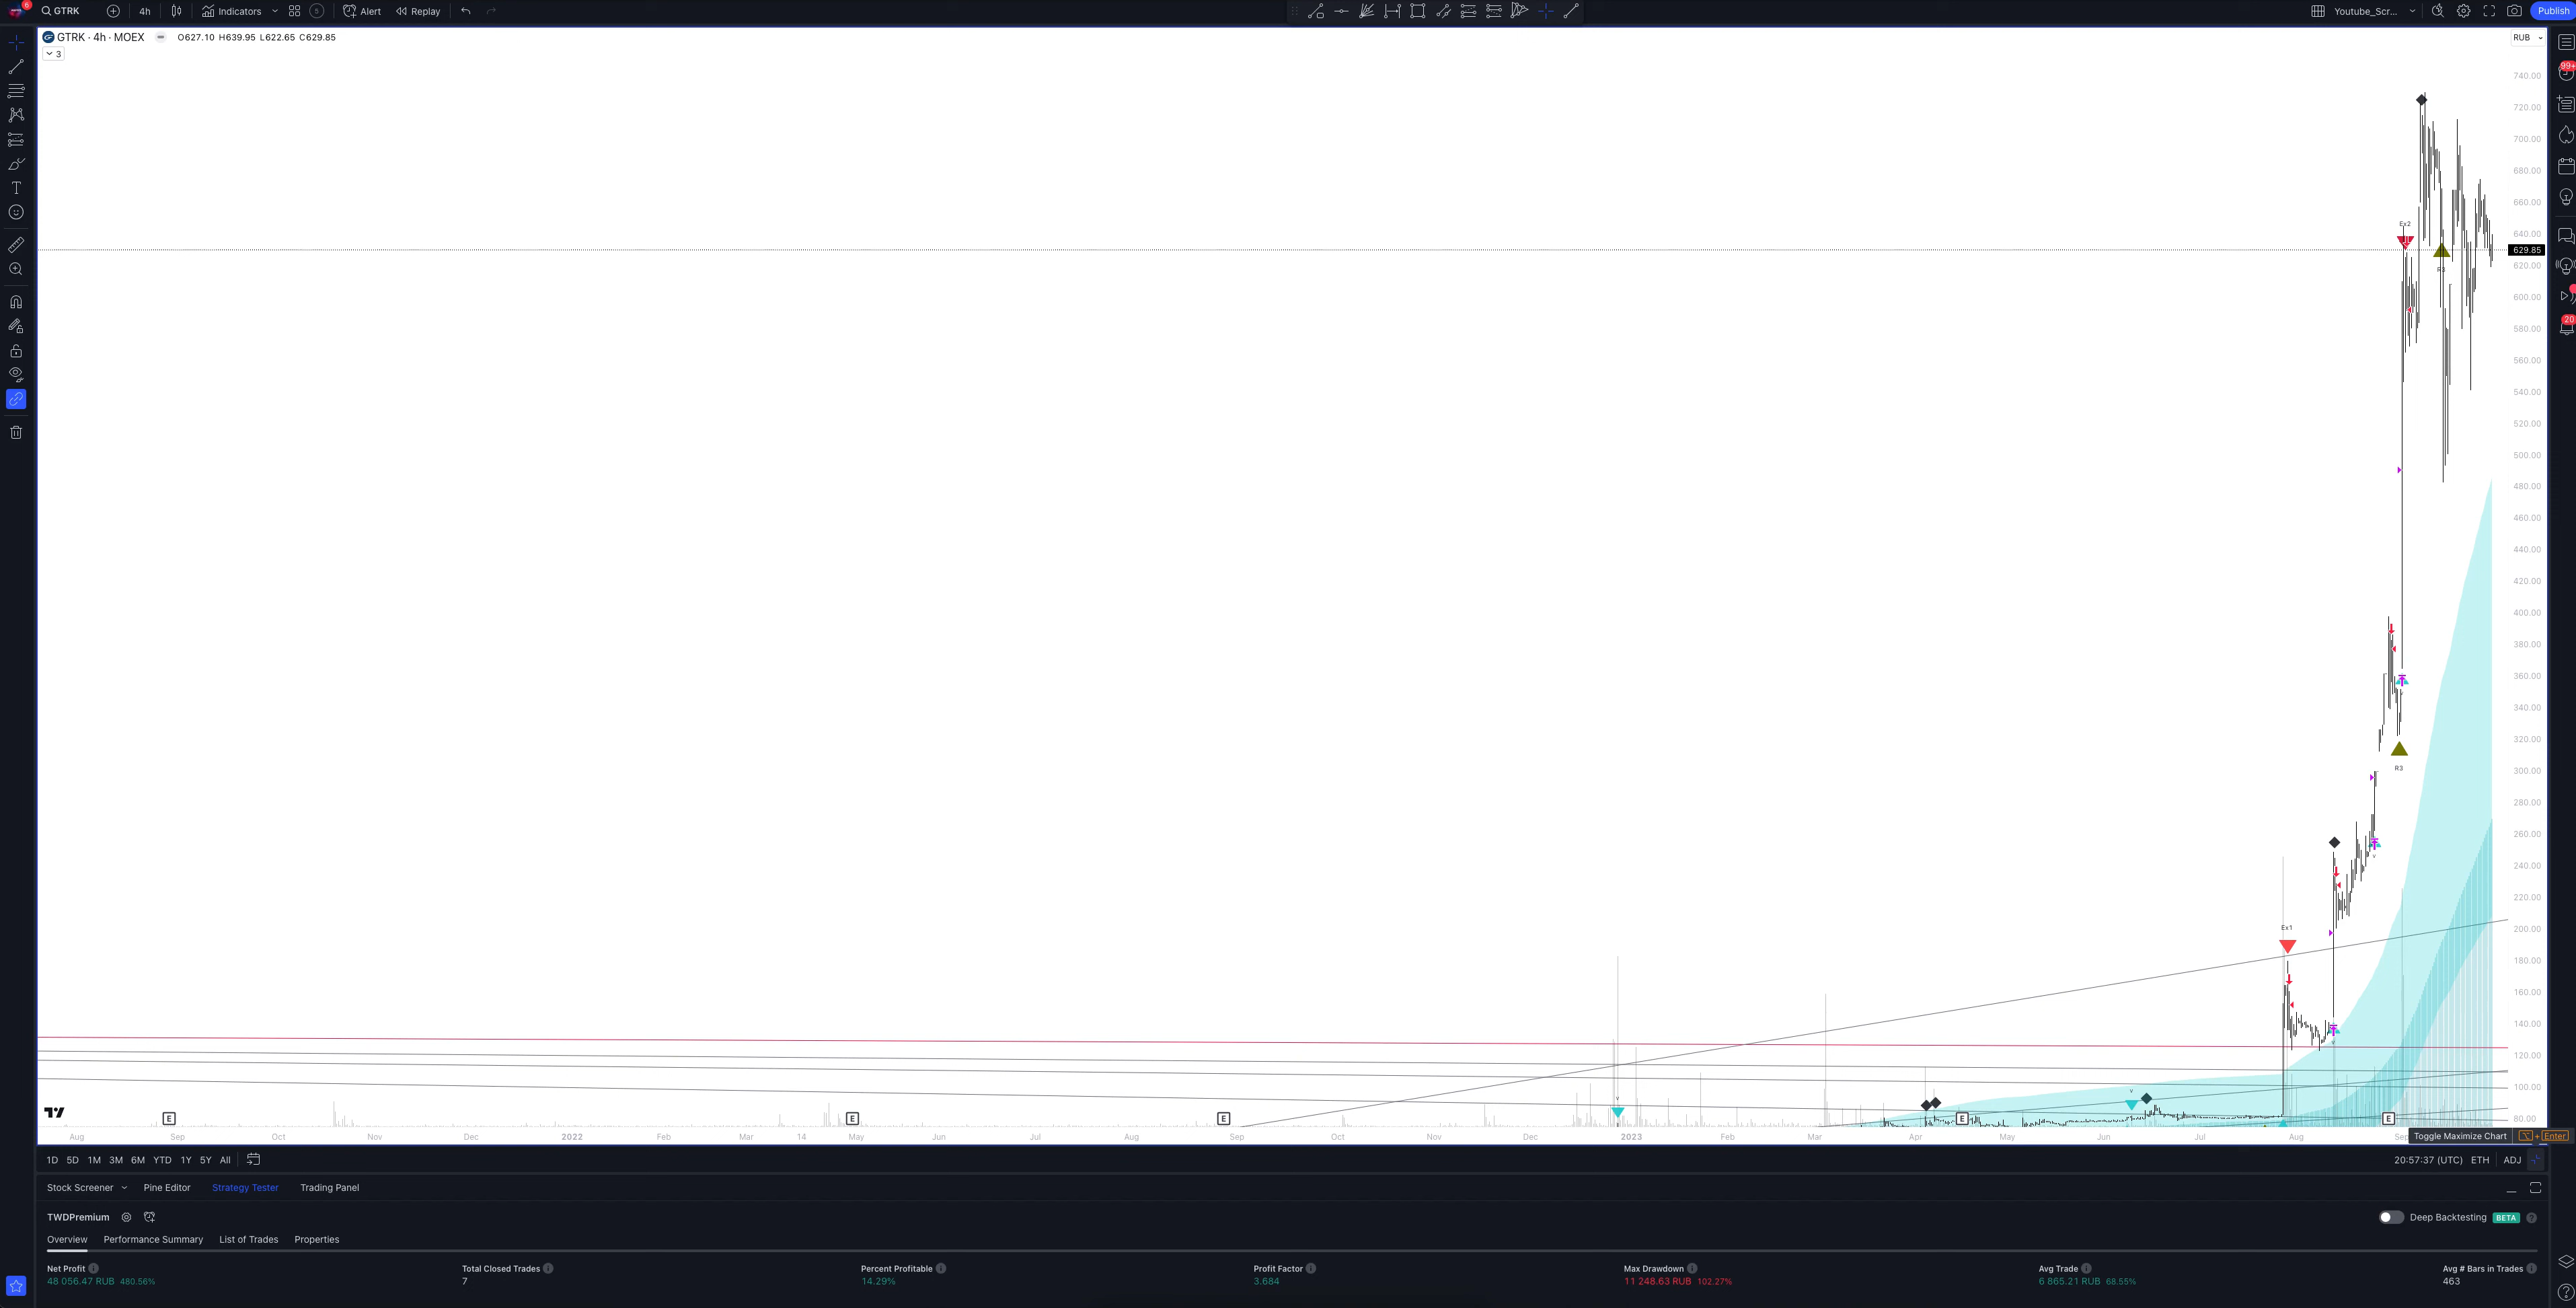 6
GTRK
4h
Indicators
5
Alert
Replay
Youtube_Scr...
Publish
GTRK · 4h · MOEX
O627.10 H639.95 L622.65 C629.85
3
RUB
99+
20
740.00
720.00
700.00
680.00
660.00
640.00
629.85
620.00
600.00
580.00
560.00
540.00
520.00
500.00
480.00
460.00
440.00
420.00
400.00
380.00
360.00
340.00
320.00
300.00
280.00
260.00
240.00
220.00
200.00
180.00
160.00
140.00
120.00
100.00
80.00
Ex2
R3
R3
Ex1
E E E E E
Aug Sep Oct Nov Dec 2022 Feb Mar 14 May Jun Jul Aug Sep Oct Nov Dec 2023 Feb Mar Apr May Jun Jul Aug Sep
Toggle Maximize Chart ⌥ + Enter
1D 5D 1M 3M 6M YTD 1Y 5Y All
20:57:37 (UTC) ETH ADJ
Stock Screener Pine Editor Strategy Tester Trading Panel
TWDPremium
Deep Backtesting BETA
Overview Performance Summary List of Trades Properties
Net Profit Total Closed Trades Percent Profitable Profit Factor Max Drawdown Avg Trade Avg # Bars in Trades
48 056.47 RUB 480.56% 7 14.29% 3.684 11 248.63 RUB 102.27% 6 865.21 RUB 68.55% 463